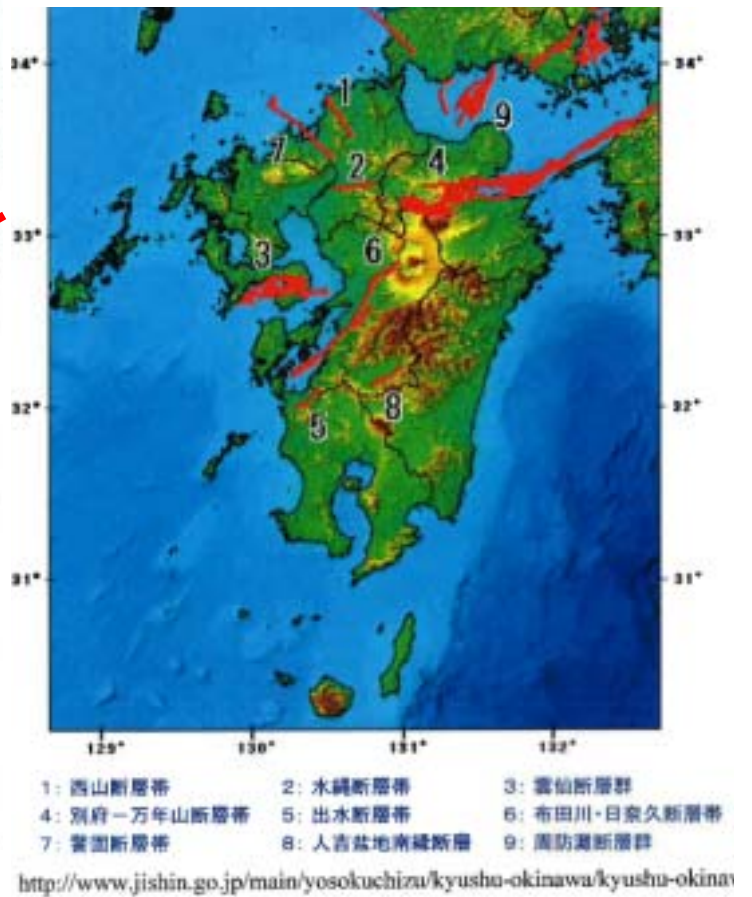 34° 34°
1
9
7 2 4
33° 33°
3 6
32° 32°
5 8
31° 31°
129° 130° 131° 132°
1: 西山断層帯 2: 水縄断層帯 3: 雲仙断層群
4: 別府－万年山断層帯 5: 出水断層帯 6: 布田川・日奈久断層帯
7: 警固断層帯 8: 人吉盆地南縁断層 9: 周防灘断層群
http://www.jishin.go.jp/main/yosokuchizu/kyushu-okinawa/kyushu-okinaw